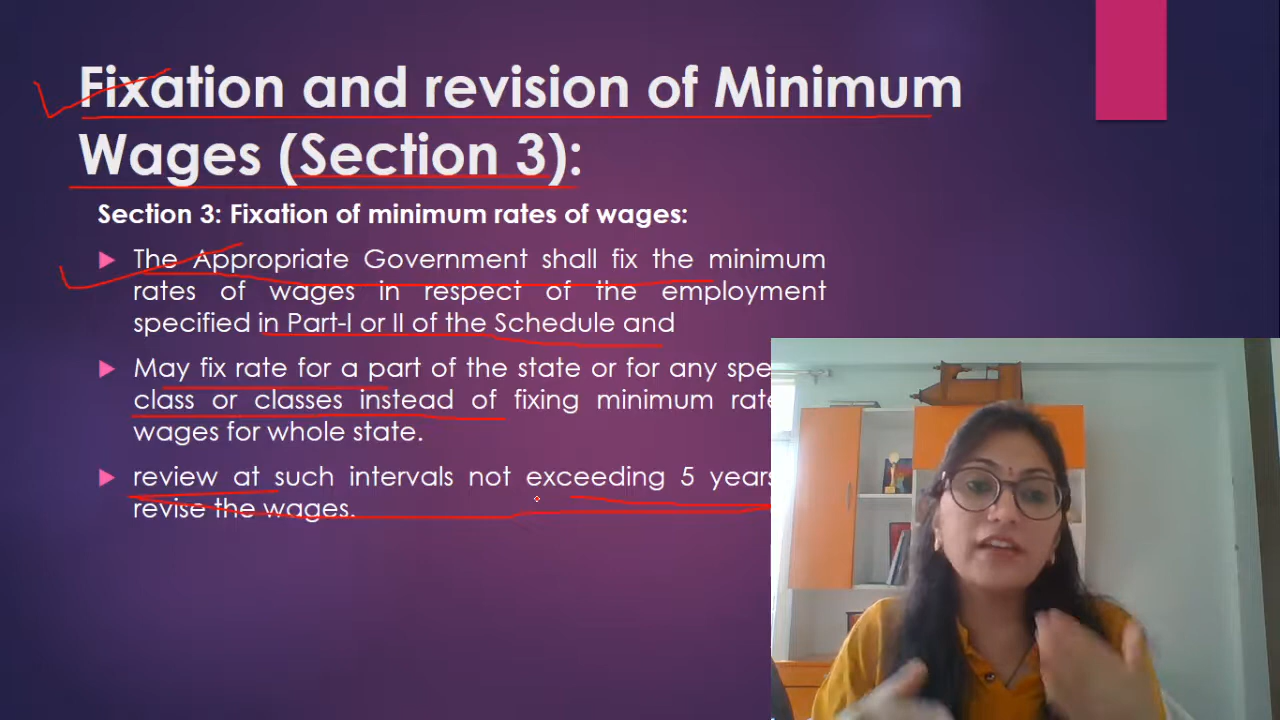 Fixation and revision of Minimum
Wages (Section 3):
Section 3: Fixation of minimum rates of wages:
The Appropriate Government shall fix the minimum
rates of wages in respect of the employment
specified in Part-I or II of the Schedule and
May fix rate for a part of the state or for any
class or classes instead of fixing minimum
wages for whole state.
review at such intervals not exceeding 5 years
revise the wages.